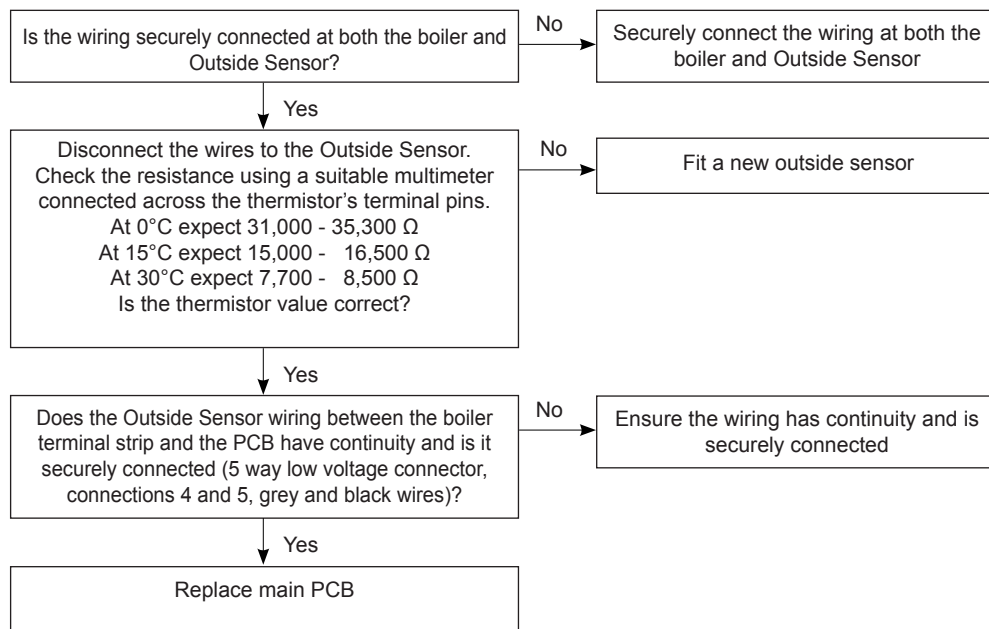 Is the wiring securely connected at both the boiler and
Outside Sensor?
No
Securely connect the wiring at both the
boiler and Outside Sensor
Yes
Disconnect the wires to the Outside Sensor.
Check the resistance using a suitable multimeter
connected across the thermistor’s terminal pins.
At 0°C expect 31,000 - 35,300 Ω
At 15°C expect 15,000 - 16,500 Ω
At 30°C expect 7,700 - 8,500 Ω
Is the thermistor value correct?
No
Fit a new outside sensor
Yes
Does the Outside Sensor wiring between the boiler
terminal strip and the PCB have continuity and is it
securely connected (5 way low voltage connector,
connections 4 and 5, grey and black wires)?
No
Ensure the wiring has continuity and is
securely connected
Yes
Replace main PCB